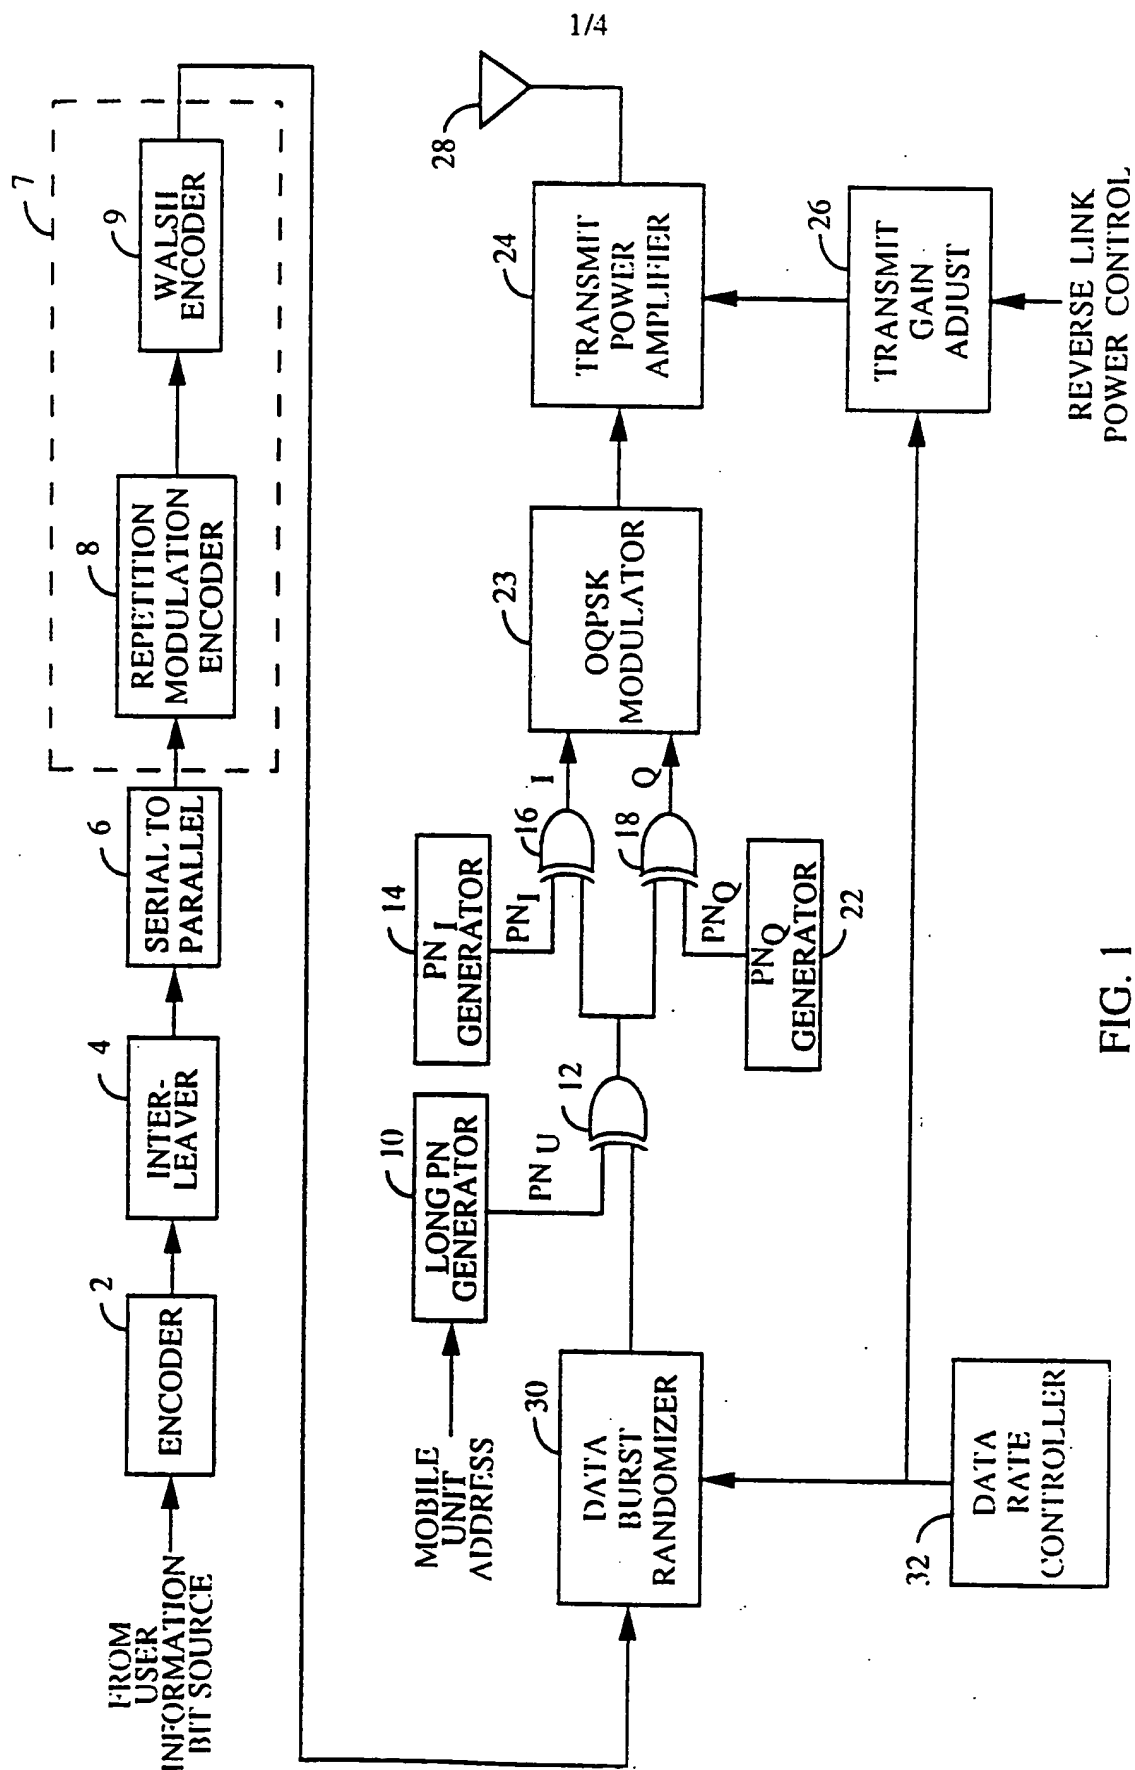 1/4
FROM
USER
INFORMATION
BIT SOURCE
2
ENCODER
4
INTER-
LEAVER
6
SERIAL TO
PARALLEL
7
8
REPETITION
MODULATION
ENCODER
9
WALSH
ENCODER
MOBILE
UNIT
ADDRESS
10
LONG PN
GENERATOR
PN U
12
14
PN I
GENERATOR
PN I
16
I
18
Q
PN Q
PN Q
GENERATOR
22
23
OQPSK
MODULATOR
24
TRANSMIT
POWER
AMPLIFIER
28
30
DATA
BURST
RANDOMIZER
26
TRANSMIT
GAIN
ADJUST
REVERSE LINK
POWER CONTROL
32
DATA
RATE
CONTROLLER
FIG. 1